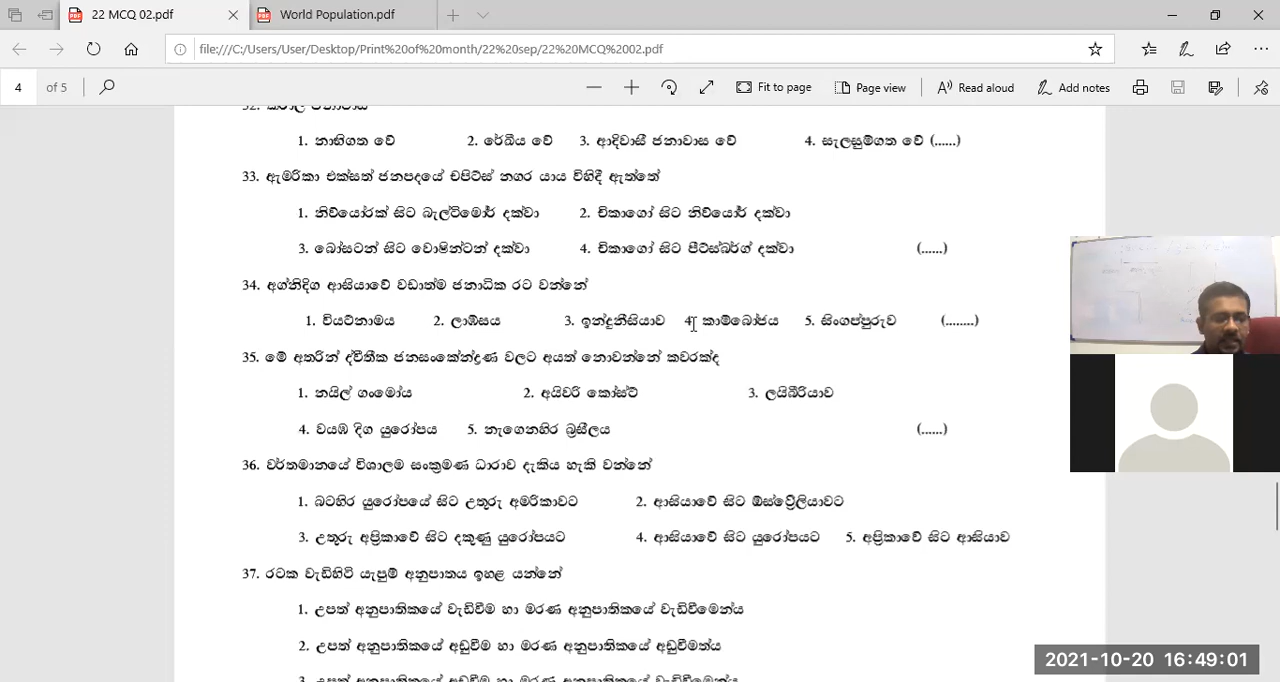 22 MCQ 02.pdf
World Population.pdf
file:///C:/Users/User/Desktop/Print%20of%20month/22%20sep/22%20MCQ%2002.pdf
4 of 5
Fit to page
Page view
Read aloud
Add notes
1. නාභිගත වේ 2. රේඛීය වේ 3. ආදිවාසී ජනාවාස වේ 4. සැලසුම්ගත වේ (......)
33. ඇමරිකා එක්සත් ජනපදයේ චපිට්ස් නගර යාය විහිදී ඇත්තේ
1. නිව්යෝරක් සිට බැල්ටිමෝර් දක්වා 2. චිකාගෝ සිට නිව්යෝර් දක්වා
3. බෝසටන් සිට වොෂින්ටන් දක්වා 4. චිකාගෝ සිට පීට්ස්බර්ග් දක්වා (......)
34. අග්නිදිග ආසියාවේ වඩාත්ම ජනාධික රට වන්නේ
1. වියට්නාමය 2. ලාඕසය 3. ඉන්දුනීසියාව 4. කාම්බෝජය 5. සිංගප්පුරුව (........)
35. මේ අතරින් ද්විතීක ජනසංකේන්ද්‍රණ වලට අයත් නොවන්නේ කවරක්ද
1. නයිල් ගංමෝය 2. අයිවරි කෝස්ට් 3. ලයිබීරියාව
4. වයඹ දිග යුරෝපය 5. නැගෙනහිර බ්‍රසීලය (......)
36. වර්තමානයේ විශාලම සංක්‍රමණ ධාරාව දැකිය හැකි වන්නේ
1. බටහිර යුරෝපයේ සිට උතුරු අමරිකාවට 2. ආසියාවේ සිට ඕස්ට්‍රේලියාවට
3. උතුරු අප්‍රිකාවේ සිට දකුණු යුරෝපයට 4. ආසියාවේ සිට යුරෝපයට 5. අප්‍රිකාවේ සිට ආසියාව
37. රටක වැඩිහිටි යැපුම් අනුපාතය ඉහළ යන්නේ
1. උපත් අනුපාතිකයේ වැඩිවීම හා මරණ අනුපාතිකයේ වැඩිවීමෙන්ය
2. උපත් අනුපාතිකයේ අඩුවීම හා මරණ අනුපාතිකයේ අඩුවීමත්ය
2021-10-20 16:49:01